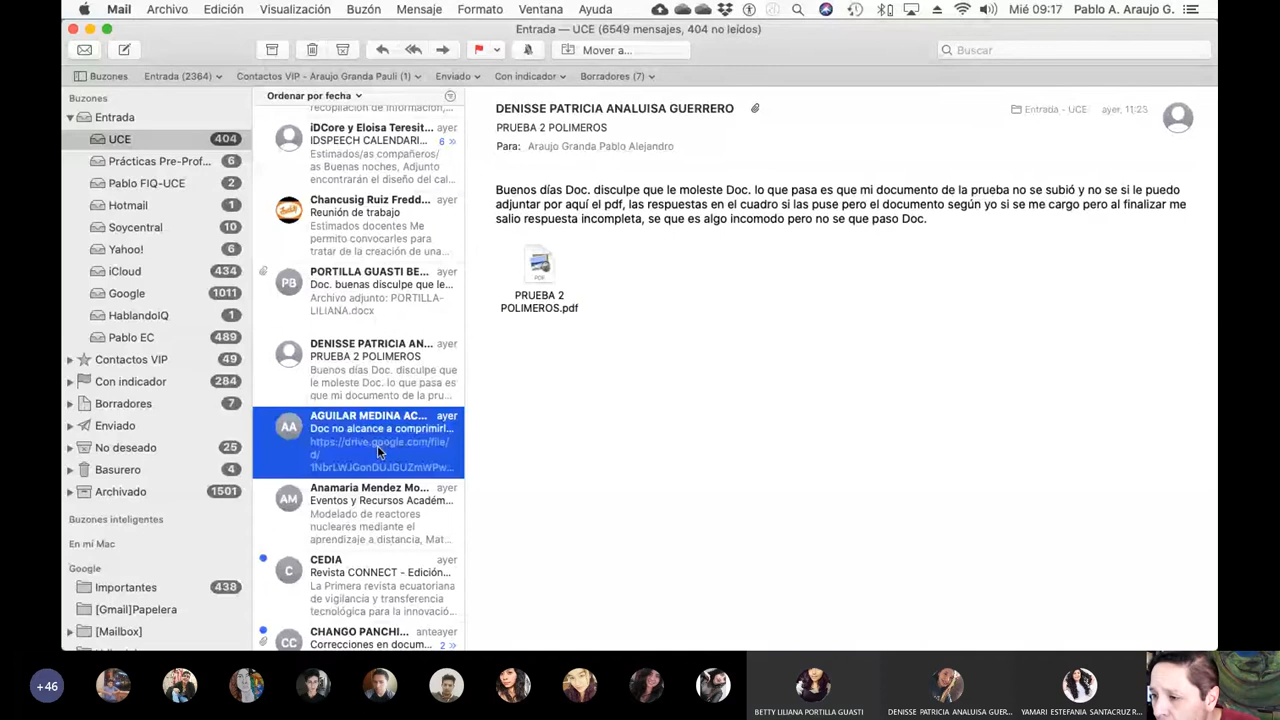 Mail Archivo Edición Visualización Buzón Mensaje Formato Ventana Ayuda Mié 09:17 Pablo A. Araujo G.
Entrada — UCE (6549 mensajes, 404 no leídos)
Mover a...
Buscar
Buzones Entrada (2364) Contactos VIP - Araujo Granda Pauli (1) Enviado Con indicador Borradores (7)
Buzones
Entrada
UCE 404
Prácticas Pre-Prof... 6
Pablo FIQ-UCE 2
Hotmail 1
Soycentral 10
Yahoo! 6
iCloud 434
Google 1011
HablandoIQ 1
Pablo EC 489
Contactos VIP 49
Con indicador 284
Borradores 7
Enviado
No deseado 25
Basurero 4
Archivado 1501
Buzones inteligentes
En mi Mac
Google
Importantes 438
[Gmail]Papelera
[Mailbox]
Ordenar por fecha
recopilación de información,...
iDCore y Eloisa Teresit... ayer
IDSPEECH CALENDARI... 6 »
Estimados/as compañeros/
as Buenas noches, Adjunto
encontrarán el diseño del cal...
Chancusig Ruiz Fredd... ayer
Reunión de trabajo
Estimados docentes Me
permito convocarles para
tratar de la creación de una...
PB
PORTILLA GUASTI BE... ayer
Doc. buenas disculpe que le...
Archivo adjunto: PORTILLA-
LILIANA.docx
DENISSE PATRICIA AN... ayer
PRUEBA 2 POLIMEROS
Buenos días Doc. disculpe que
le moleste Doc. lo que pasa es
que mi documento de la pru...
AA
AGUILAR MEDINA AC... ayer
Doc no alcance a comprimirl...
https://drive.google.com/file/
d/
AM
Anamaria Mendez Mo... ayer
Eventos y Recursos Académ...
Modelado de reactores
nucleares mediante el
aprendizaje a distancia, Mat...
C
CEDIA ayer
Revista CONNECT - Edición...
La Primera revista ecuatoriana
de vigilancia y transferencia
tecnológica para la innovació...
CC
CHANGO PANCHI... anteayer
Correcciones en docum... 2 »
DENISSE PATRICIA ANALUISA GUERRERO Entrada - UCE ayer, 11:23
PRUEBA 2 POLIMEROS
Para: Araujo Granda Pablo Alejandro
Buenos días Doc. disculpe que le moleste Doc. lo que pasa es que mi documento de la prueba no se subió y no se si le puedo
adjuntar por aquí el pdf, las respuestas en el cuadro si las puse pero el documento según yo si se me cargo pero al finalizar me
salio respuesta incompleta, se que es algo incomodo pero no se que paso Doc.
PDF
PRUEBA 2
POLIMEROS.pdf
+46
BETTY LILIANA PORTILLA GUASTI
DENISSE PATRICIA ANALUISA GUER...
YAMARI ESTEFANIA SANTACRUZ R...